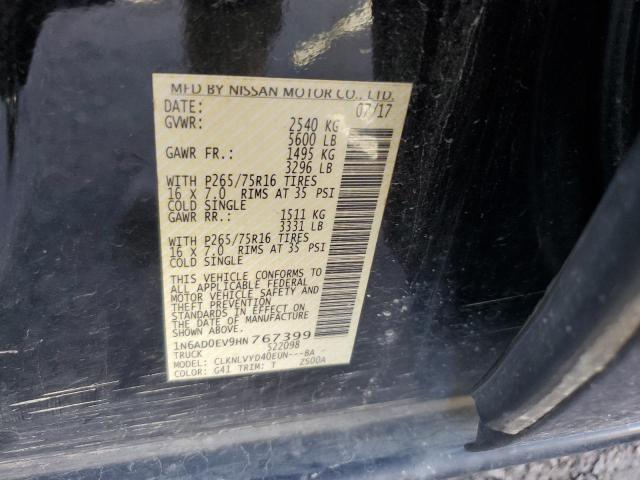 MFD BY NISSAN MOTOR CO., LTD.
DATE: 07/17
GVWR: 2540 KG
5600 LB
GAWR FR.: 1495 KG
3296 LB
WITH P265/75R16 TIRES
16 X 7.0 RIMS AT 35 PSI
COLD SINGLE
GAWR RR.: 1511 KG
3331 LB
WITH P265/75R16 TIRES
16 X 7.0 RIMS AT 35 PSI
COLD SINGLE
THIS VEHICLE CONFORMS TO
ALL APPLICABLE FEDERAL
MOTOR VEHICLE SAFETY AND
THEFT PREVENTION
STANDARDS IN EFFECT ON
THE DATE OF MANUFACTURE
SHOWN ABOVE.
1N6AD0EV9HN767399
TRUCK 522098
MODEL: CLKNLVYD40EUN---BA -
COLOR: G41 TRIM: T ZS00A